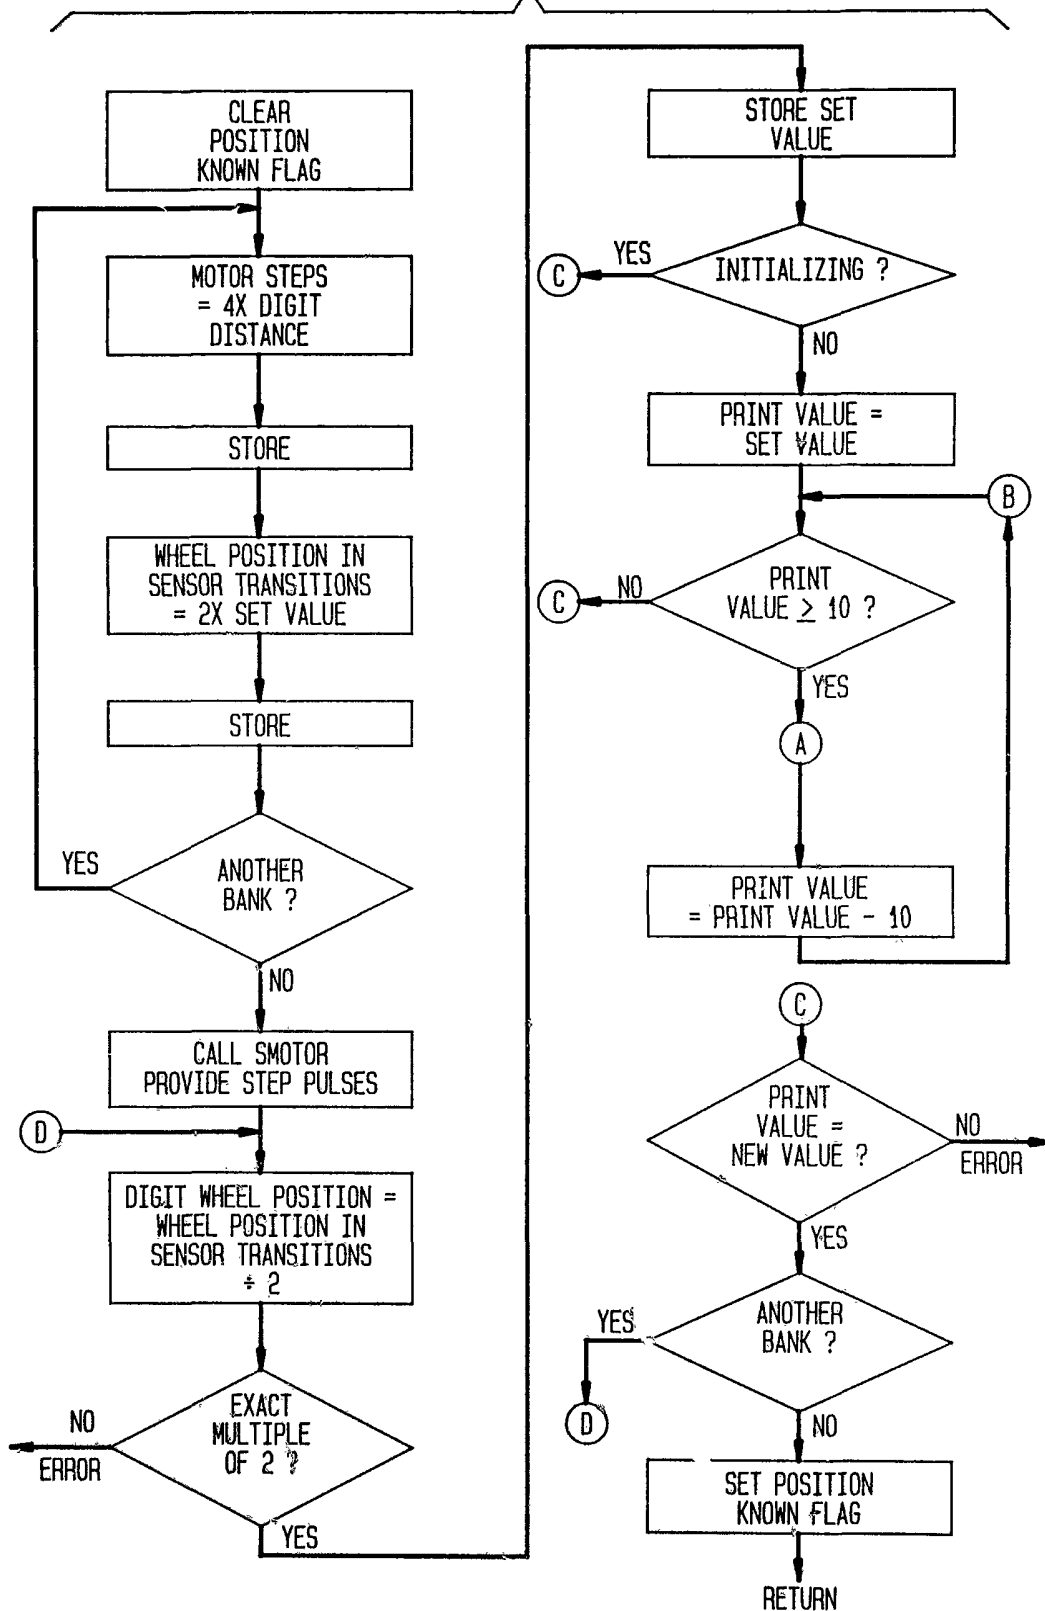 CLEAR
POSITION
KNOWN FLAG
MOTOR STEPS
= 4X DIGIT
DISTANCE
STORE
WHEEL POSITION IN
SENSOR TRANSITIONS
= 2X SET VALUE
STORE
YES
ANOTHER
BANK ?
NO
CALL SMOTOR
PROVIDE STEP PULSES
D
DIGIT WHEEL POSITION =
WHEEL POSITION IN
SENSOR TRANSITIONS
÷ 2
EXACT
MULTIPLE
OF 2 ?
NO
ERROR
YES
STORE SET
VALUE
INITIALIZING ?
YES
C
NO
PRINT VALUE =
SET VALUE
B
PRINT
VALUE ≥ 10 ?
NO
C
YES
A
PRINT VALUE
= PRINT VALUE - 10
C
PRINT
VALUE =
NEW VALUE ?
NO
ERROR
YES
ANOTHER
BANK ?
YES
D
NO
SET POSITION
KNOWN FLAG
RETURN